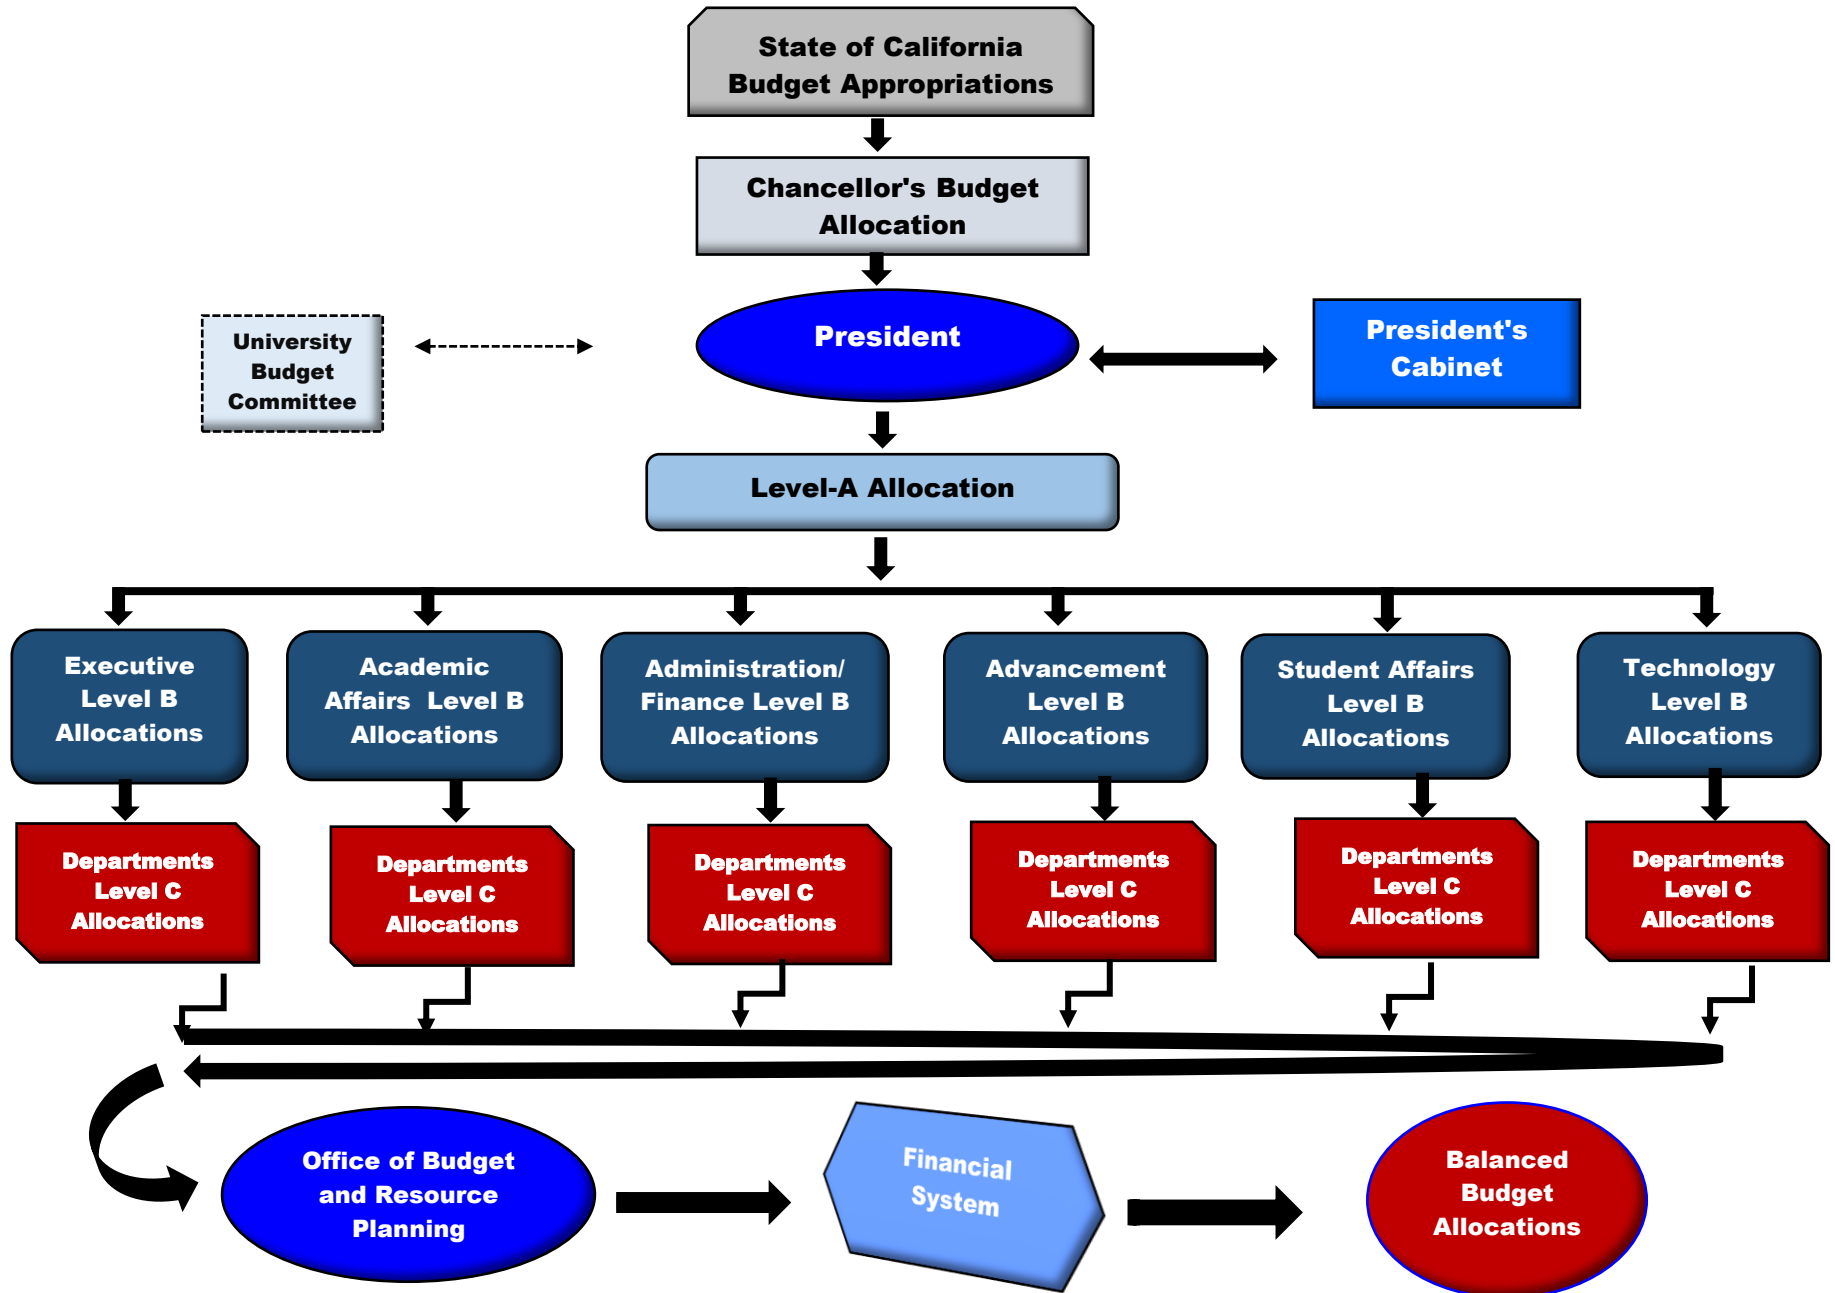 State of California
Budget Appropriations
Chancellor's Budget
Allocation
University
Budget
Committee
President
President's
Cabinet
Level-A Allocation
Executive
Level B
Allocations
Academic
Affairs  Level B
Allocations
Administration/
Finance Level B
Allocations
Advancement
Level B
Allocations
Student Affairs
Level B
Allocations
Technology
Level B
Allocations
Departments
Level C
Allocations
Departments
Level C
Allocations
Departments
Level C
Allocations
Departments
Level C
Allocations
Departments
Level C
Allocations
Departments
Level C
Allocations
Office of Budget
and Resource
Planning
Financial
System
Balanced
Budget
Allocations